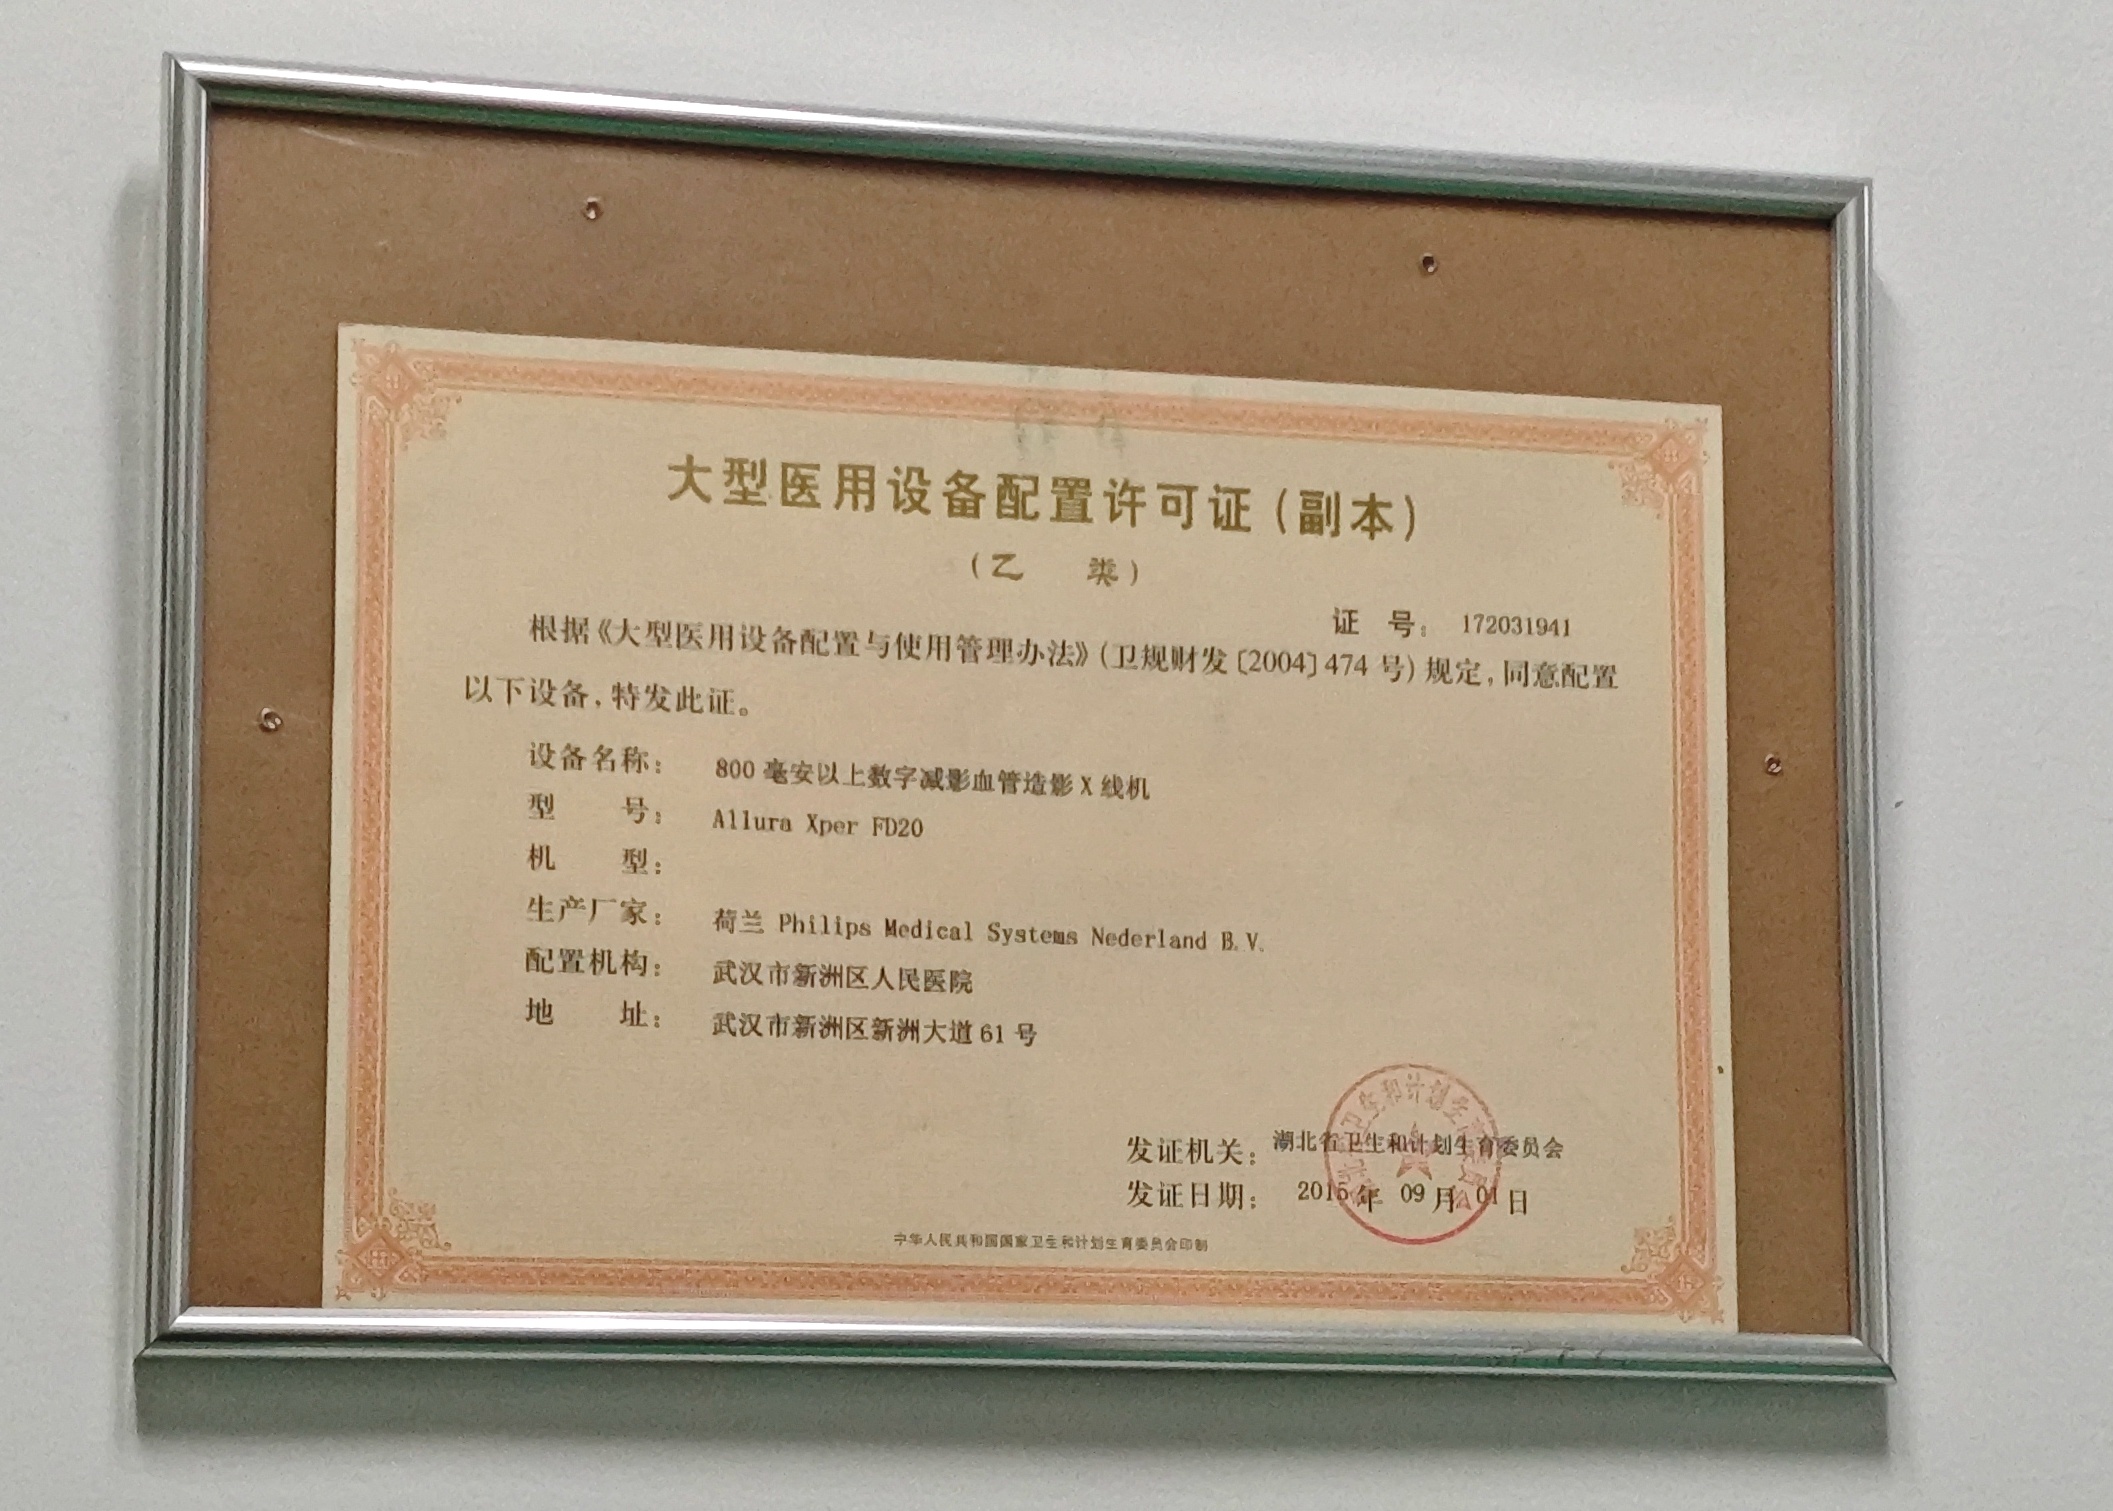 大型医用设备配置许可证(副本)
(乙 类)
证 号: 172031941
根据《大型医用设备配置与使用管理办法》(卫规财发〔2004〕474 号)规定,同意配置
以下设备,特发此证。
设备名称: 800 毫安以上数字减影血管造影 X 线机
型 号: Allura Xper FD20
机 型:
生产厂家: 荷兰 Philips Medical Systems Nederland B.V.
配置机构: 武汉市新洲区人民医院
地 址: 武汉市新洲区新洲大道 61 号
发证机关: 湖北省卫生和计划生育委员会
发证日期: 2015 年 09 月 01 日
中华人民共和国国家卫生和计划生育委员会印制